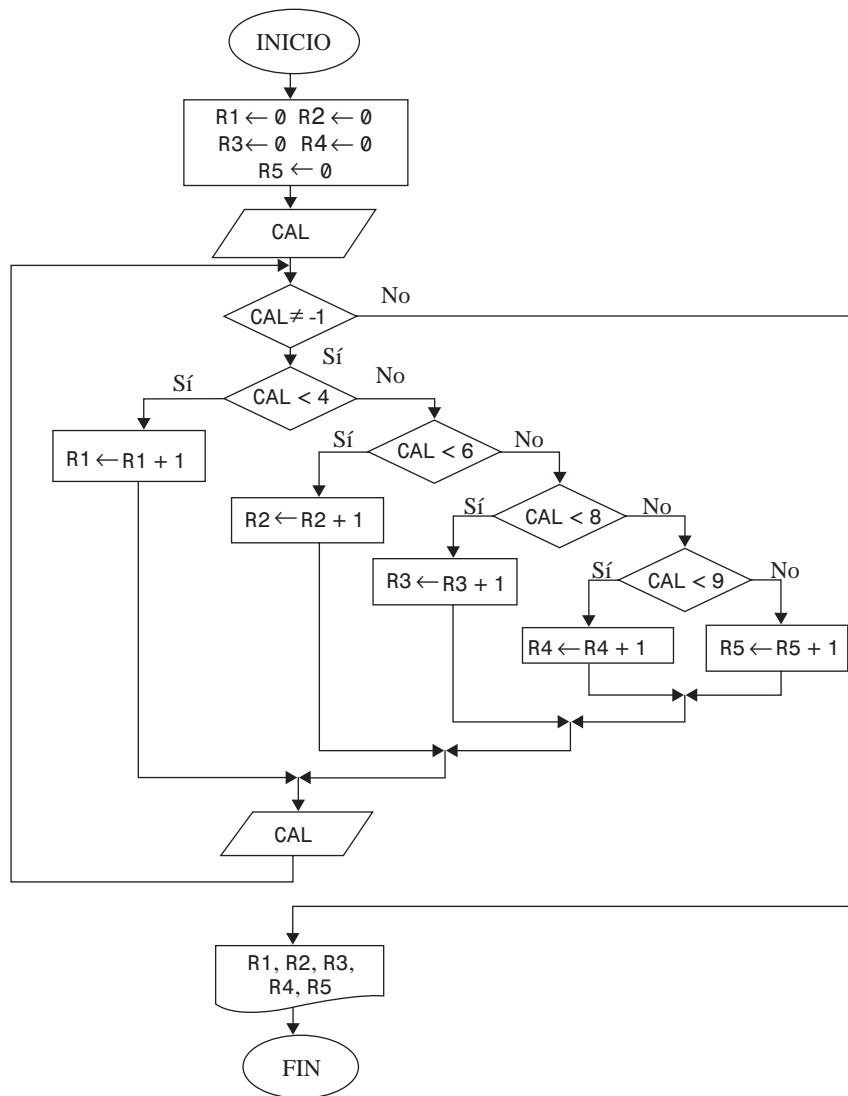 INICIO
R1 ← 0 R2 ← 0
R3 ← 0 R4 ← 0
R5 ← 0
CAL
CAL ≠ -1
No
Sí
CAL < 4
Sí
No
R1 ← R1 + 1
CAL < 6
Sí
No
R2 ← R2 + 1
CAL < 8
Sí
No
R3 ← R3 + 1
CAL < 9
Sí
No
R4 ← R4 + 1
R5 ← R5 + 1
CAL
R1, R2, R3,
R4, R5
FIN